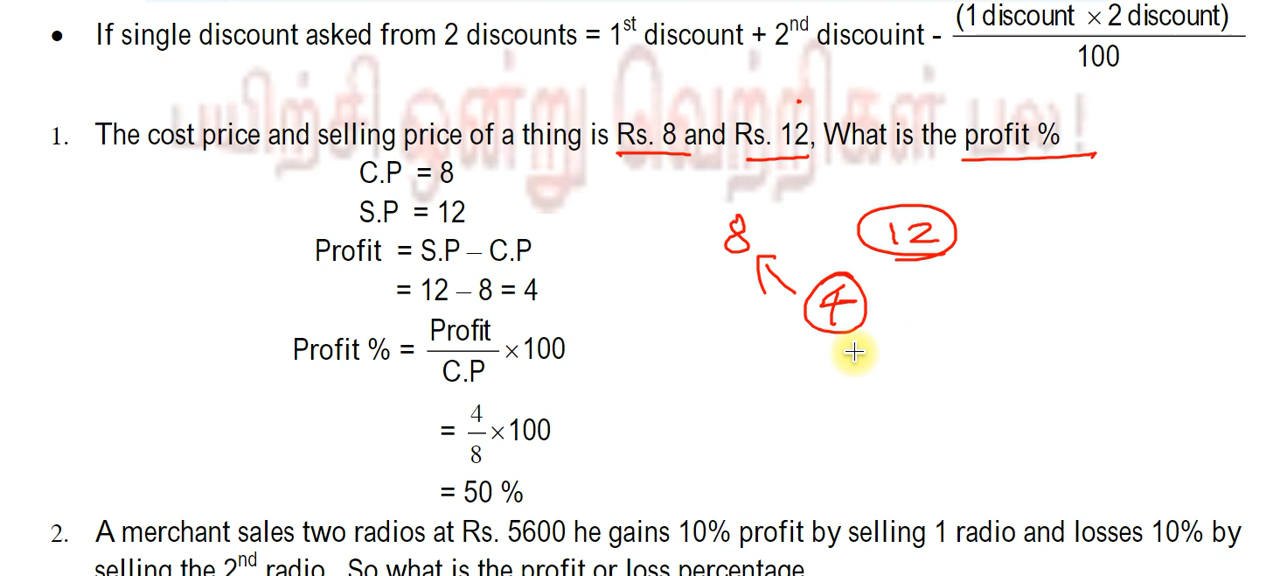 • If single discount asked from 2 discounts = 1st discount + 2nd discouint - (1 discount × 2 discount) / 100
பயிற்சி ஒன்று வெற்றிகள் பல!
1. The cost price and selling price of a thing is Rs. 8 and Rs. 12, What is the profit %
C.P = 8
S.P = 12
Profit = S.P – C.P
8 12
= 12 – 8 = 4
4
Profit % = Profit / C.P × 100
= 4 / 8 × 100
= 50 %
2. A merchant sales two radios at Rs. 5600 he gains 10% profit by selling 1 radio and losses 10% by
selling the 2nd radio. So what is the profit or loss percentage